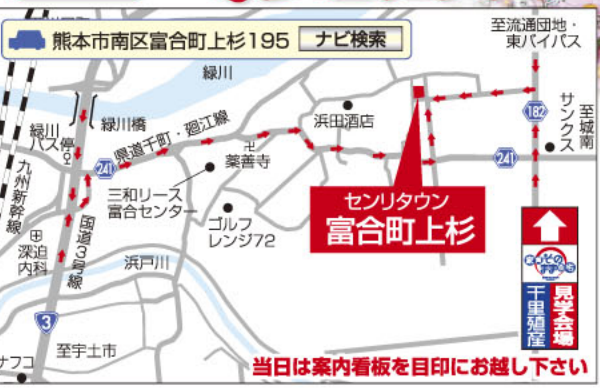 熊本市南区富合町上杉195
ナビ検索
至流通団地・
東バイパス
緑川
緑川
バス停
緑川橋
県道千町・廻江線
卍
薬善寺
浜田酒店
182
サンクス
至城南
241
241
九州新幹線
三和リース
富合センター
ゴルフ
レンジ72
国道3号線
深迫
内科
浜戸川
センリタウン
富合町上杉
3
至宇土市
ナフコ
見学会場
千里殖産
当日は案内看板を目印にお越し下さい